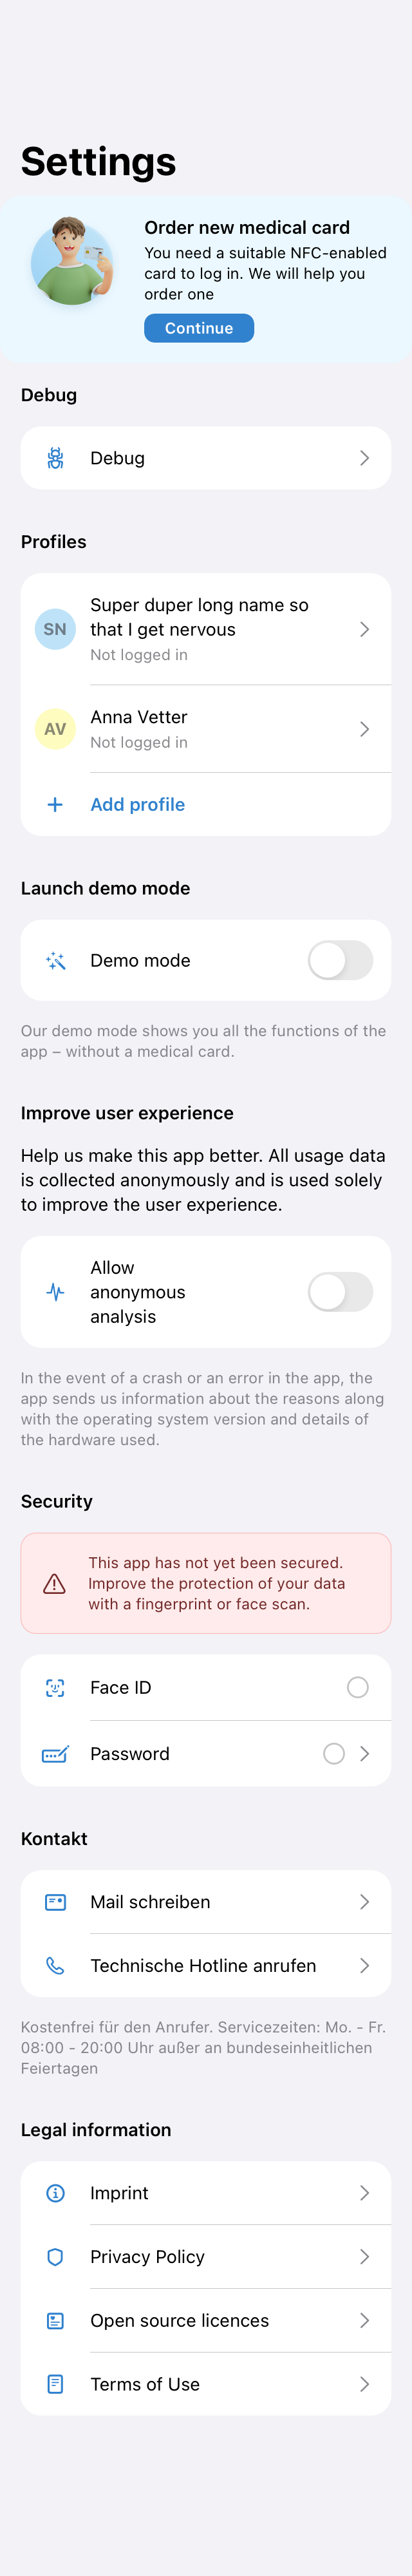 Settings
Order new medical card
You need a suitable NFC-enabled
card to log in. We will help you
order one
Continue
Debug
Debug
Profiles
SN
Super duper long name so
that I get nervous
Not logged in
AV
Anna Vetter
Not logged in
Add profile
Launch demo mode
Demo mode
Our demo mode shows you all the functions of the
app – without a medical card.
Improve user experience
Help us make this app better. All usage data
is collected anonymously and is used solely
to improve the user experience.
Allow
anonymous
analysis
In the event of a crash or an error in the app, the
app sends us information about the reasons along
with the operating system version and details of
the hardware used.
Security
This app has not yet been secured.
Improve the protection of your data
with a fingerprint or face scan.
Face ID
Password
Kontakt
Mail schreiben
Technische Hotline anrufen
Kostenfrei für den Anrufer. Servicezeiten: Mo. - Fr.
08:00 - 20:00 Uhr außer an bundeseinheitlichen
Feiertagen
Legal information
Imprint
Privacy Policy
Open source licences
Terms of Use